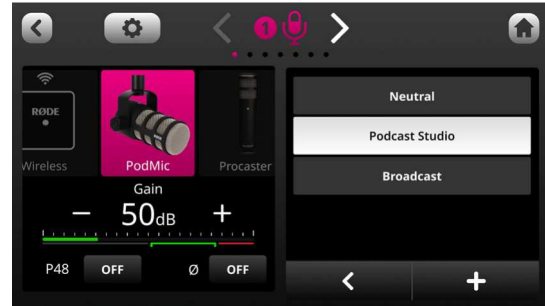 1
RØDE
Wireless
PodMic
Procaster
Gain
− 50dB +
P48 OFF Ø OFF
Neutral
Podcast Studio
Broadcast